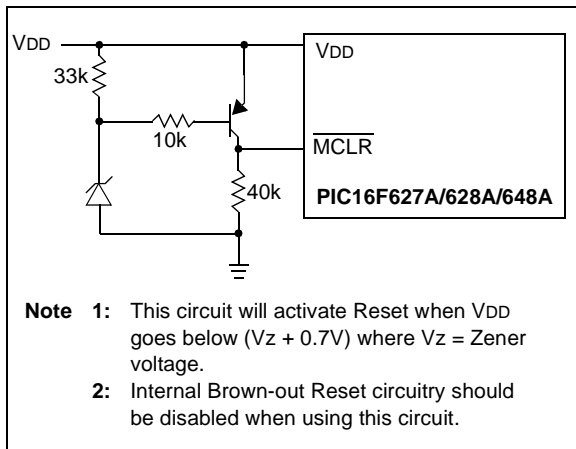 VDD
VDD
33k
10k
MCLR
40k
PIC16F627A/628A/648A
Note 1: This circuit will activate Reset when VDD
goes below (Vz + 0.7V) where Vz = Zener
voltage.
2: Internal Brown-out Reset circuitry should
be disabled when using this circuit.